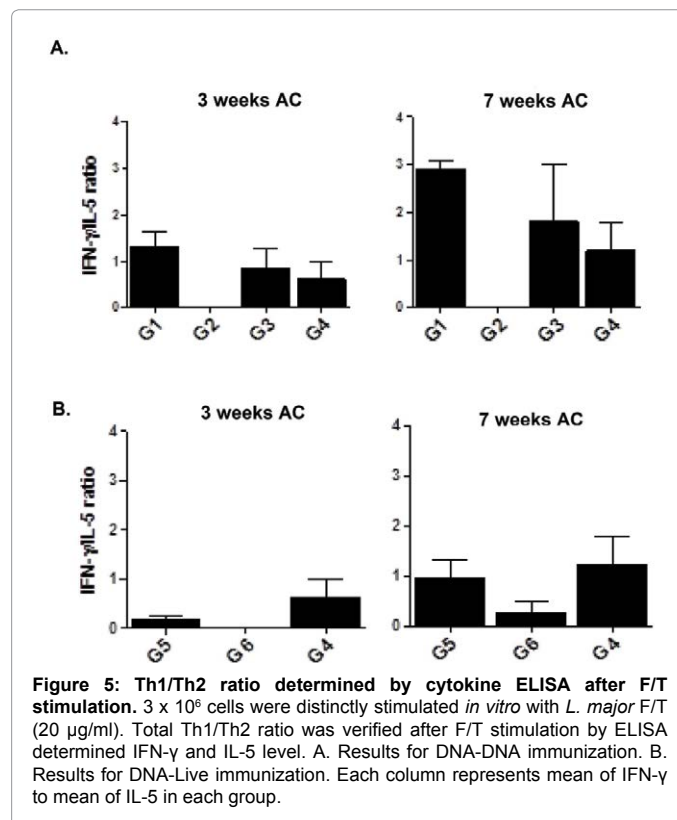 A.
3 weeks AC
7 weeks AC
IFN-γ/IL-5 ratio
4
3
2
1
0
G1
G2
G3
G4
4
3
2
1
0
G1
G2
G3
G4
B.
3 weeks AC
7 weeks AC
IFN-γ/IL-5 ratio
4
3
2
1
0
G5
G6
G4
4
3
2
1
0
G5
G6
G4
Figure 5: Th1/Th2 ratio determined by cytokine ELISA after F/T
stimulation. 3 x 10⁶ cells were distinctly stimulated in vitro with L. major F/T
(20 μg/ml). Total Th1/Th2 ratio was verified after F/T stimulation by ELISA
determined IFN-γ and IL-5 level. A. Results for DNA-DNA immunization. B.
Results for DNA-Live immunization. Each column represents mean of IFN-γ
to mean of IL-5 in each group.